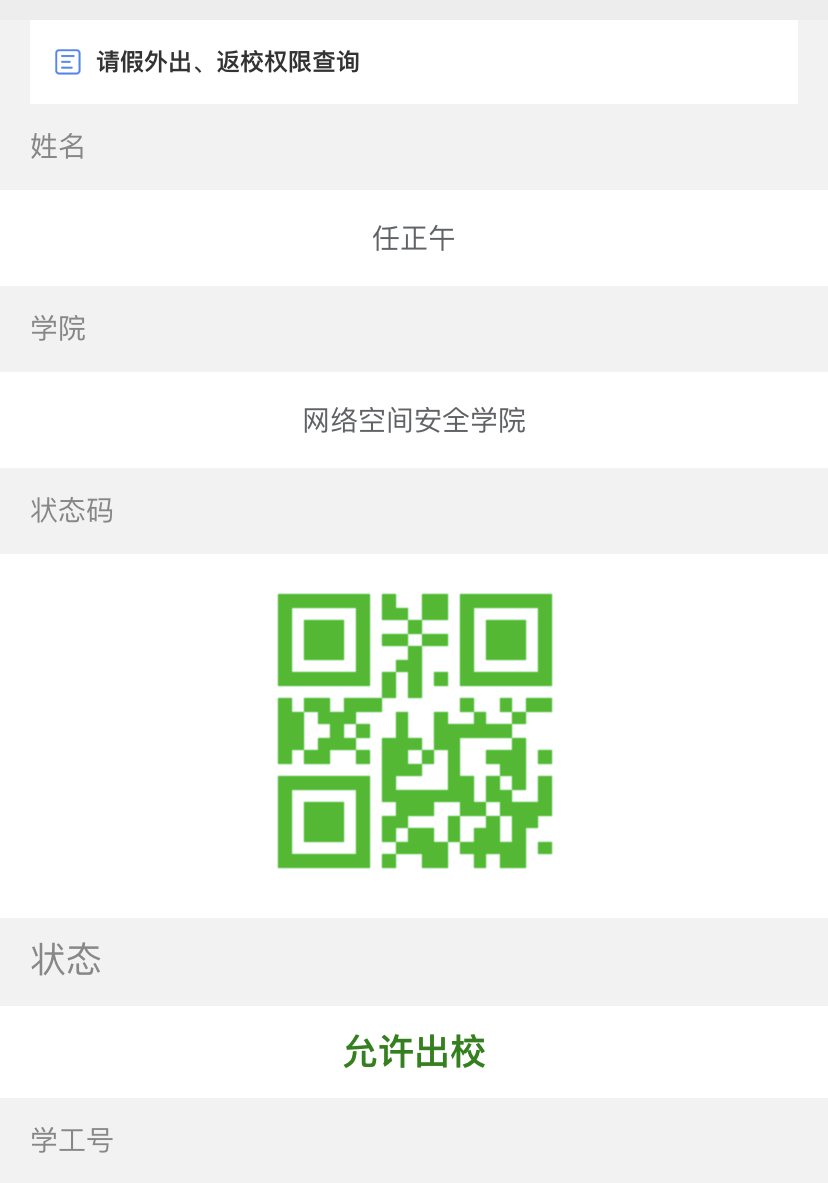 请假外出、返校权限查询
姓名
任正午
学院
网络空间安全学院
状态码
状态
允许出校
学工号